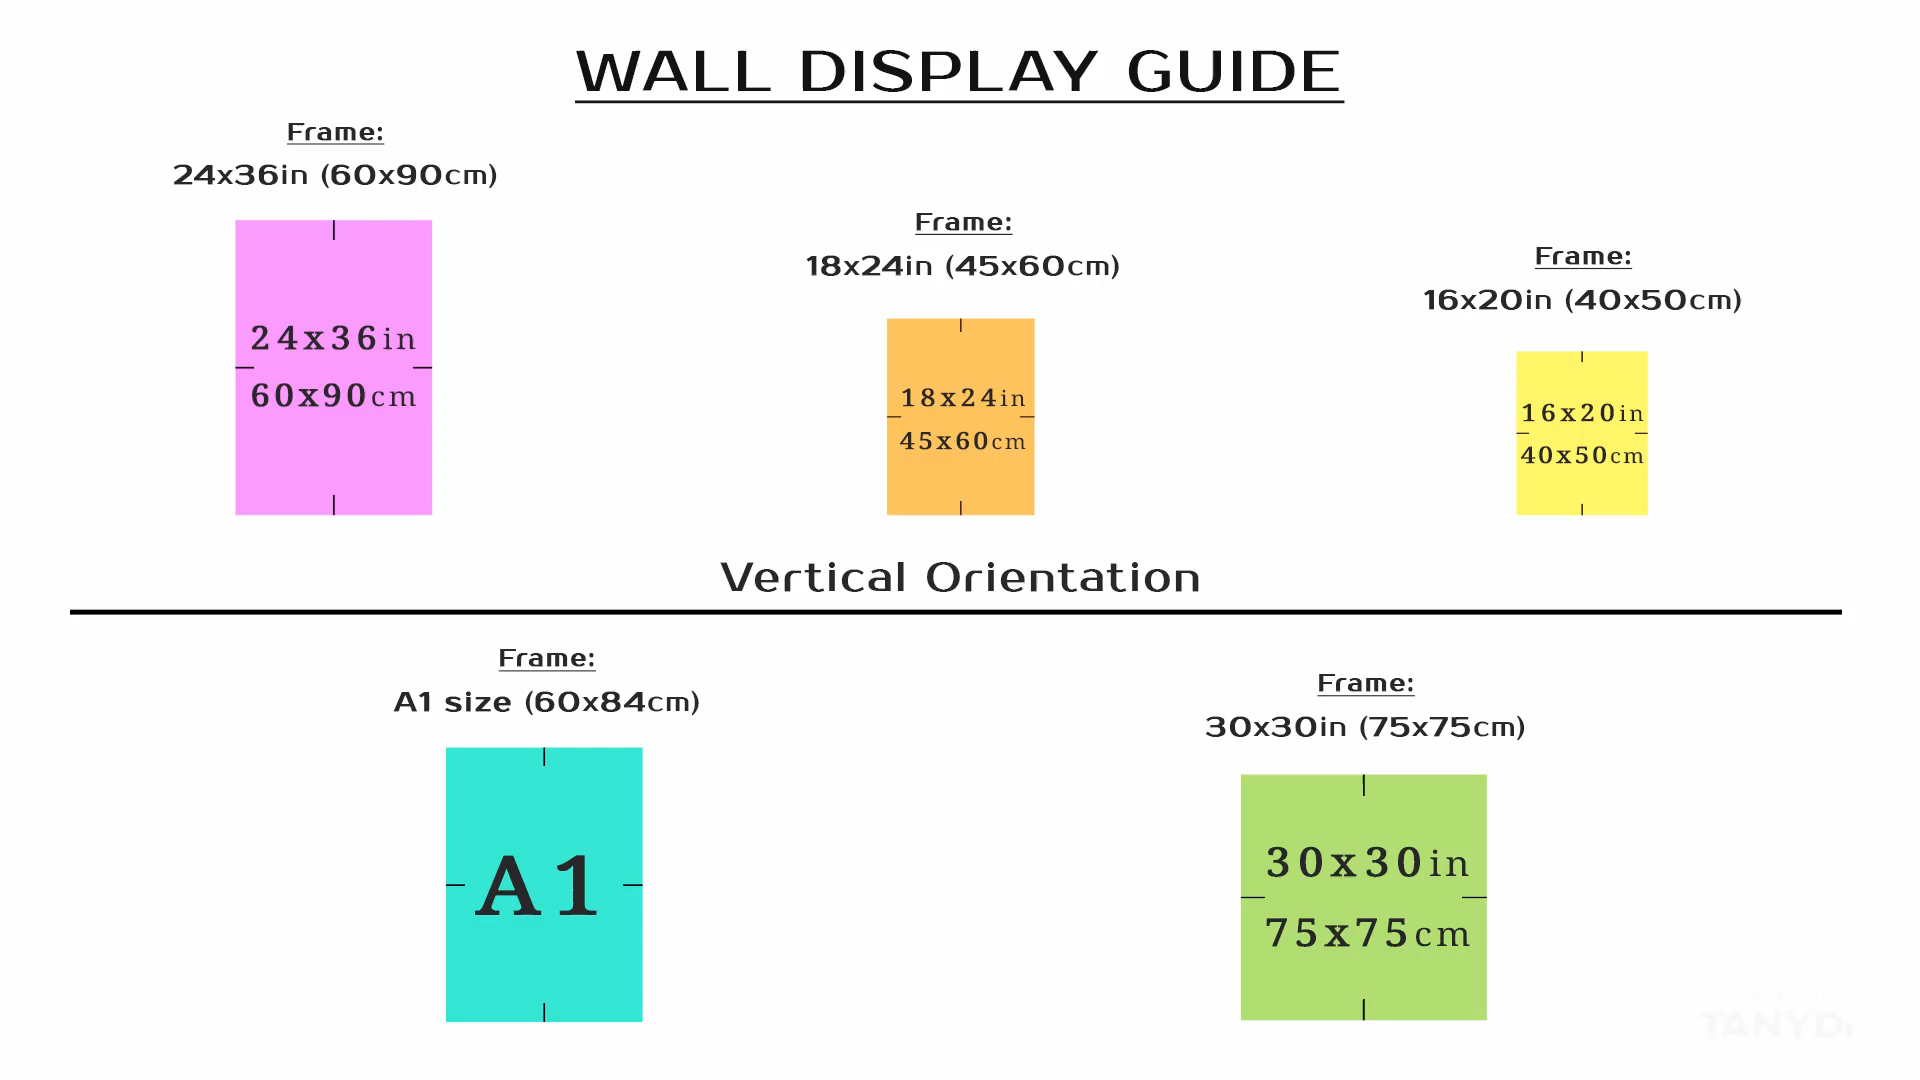 WALL DISPLAY GUIDE
Frame:
24x36in (60x90cm)
24x36in
60x90cm
Frame:
18x24in (45x60cm)
18x24in
45x60cm
Frame:
16x20in (40x50cm)
16x20in
40x50cm
Vertical Orientation
Frame:
A1 size (60x84cm)
A1
Frame:
30x30in (75x75cm)
30x30in
75x75cm